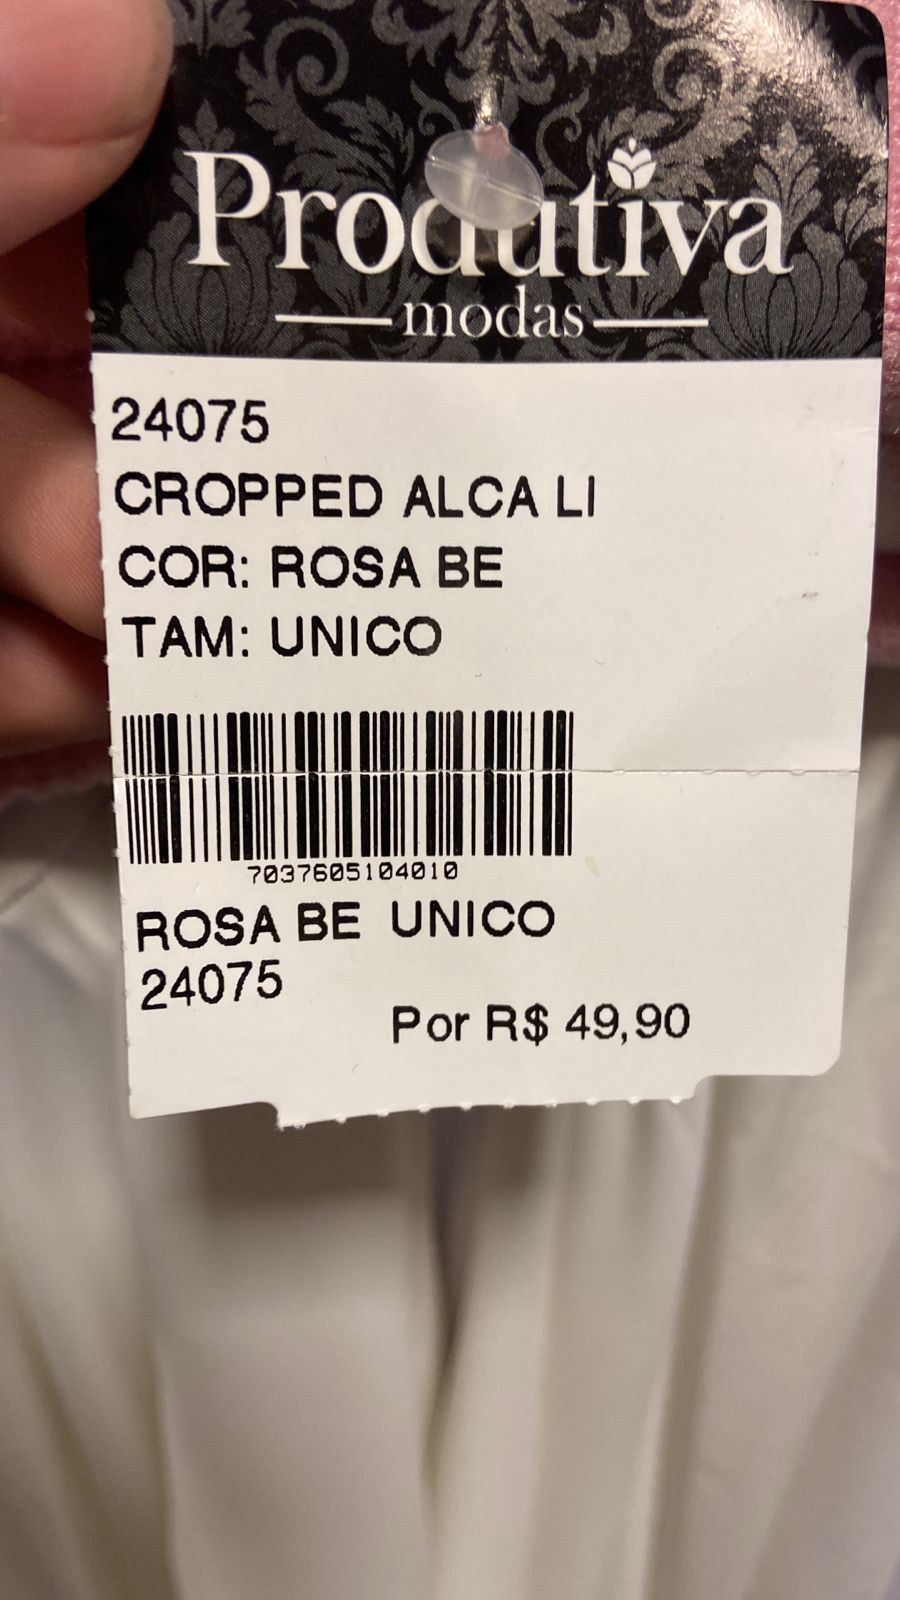 Produtiva
modas
24075
CROPPED ALCA LI
COR: ROSA BE
TAM: UNICO
7037605104010
ROSA BE UNICO
24075
Por R$ 49,90